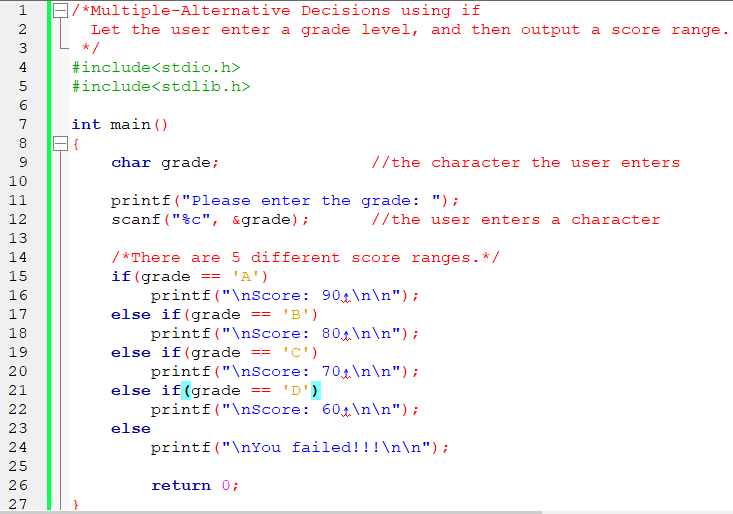 1 /*Multiple-Alternative Decisions using if
2 Let the user enter a grade level, and then output a score range.
3 */
4 #include<stdio.h>
5 #include<stdlib.h>
6
7 int main()
8 {
9 char grade; //the character the user enters
10
11 printf("Please enter the grade: ");
12 scanf("%c", &grade); //the user enters a character
13
14 /*There are 5 different score ranges.*/
15 if(grade == 'A')
16 printf("\nScore: 90↑\n\n");
17 else if(grade == 'B')
18 printf("\nScore: 80↑\n\n");
19 else if(grade == 'C')
20 printf("\nScore: 70↑\n\n");
21 else if(grade == 'D')
22 printf("\nScore: 60↑\n\n");
23 else
24 printf("\nYou failed!!!\n\n");
25
26 return 0;
27 }